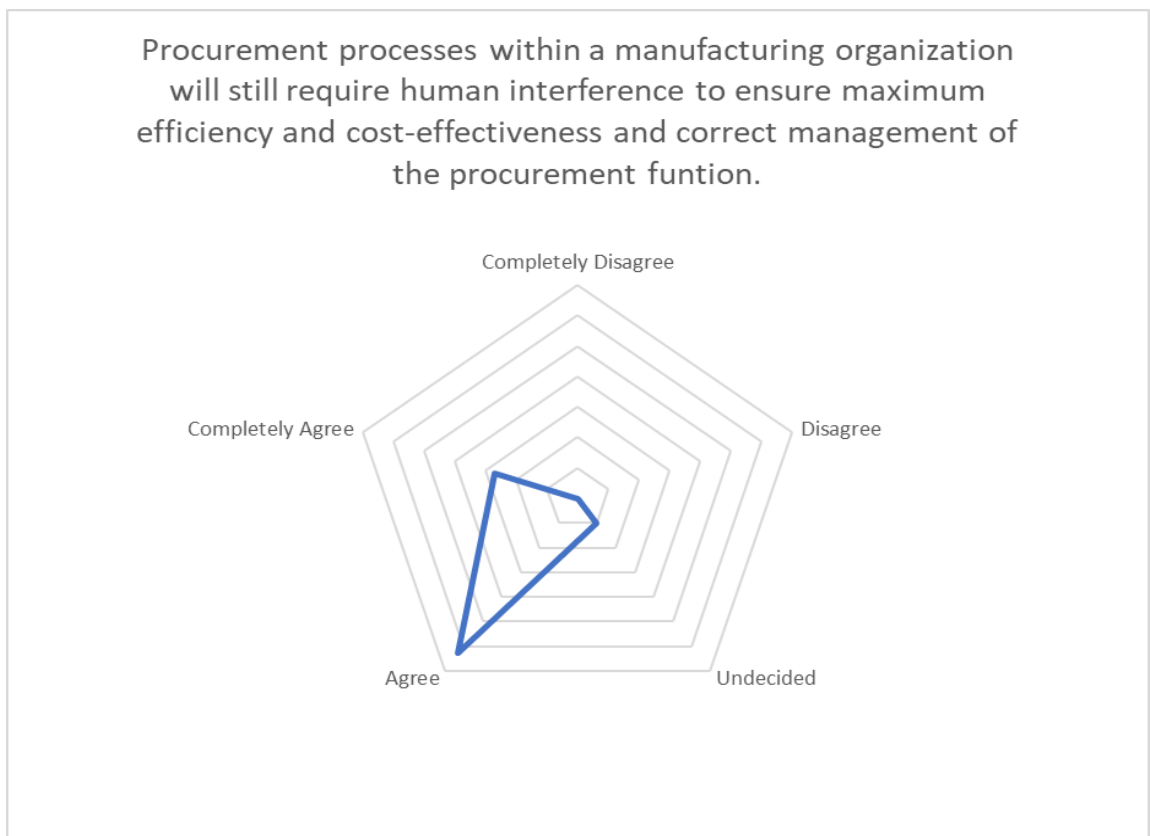 Procurement processes within a manufacturing organization
will still require human interference to ensure maximum
efficiency and cost-effectiveness and correct management of
the procurement funtion.
Completely Disagree
Completely Agree
Disagree
Agree
Undecided